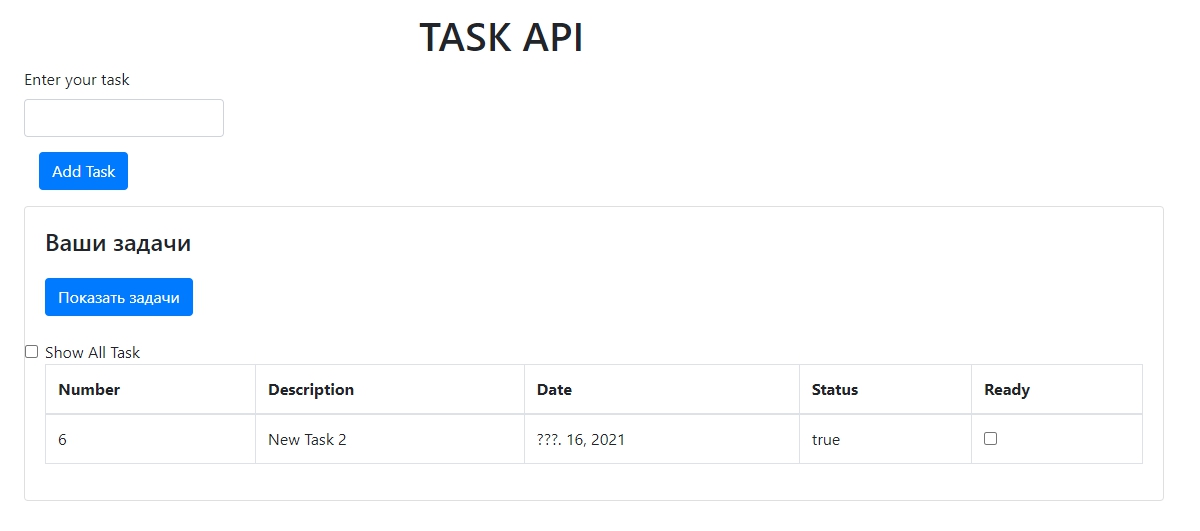 TASK API
Enter your task
Add Task
Ваши задачи
Показать задачи
Show All Task
Number Description Date Status Ready
6 New Task 2 ???. 16, 2021 true